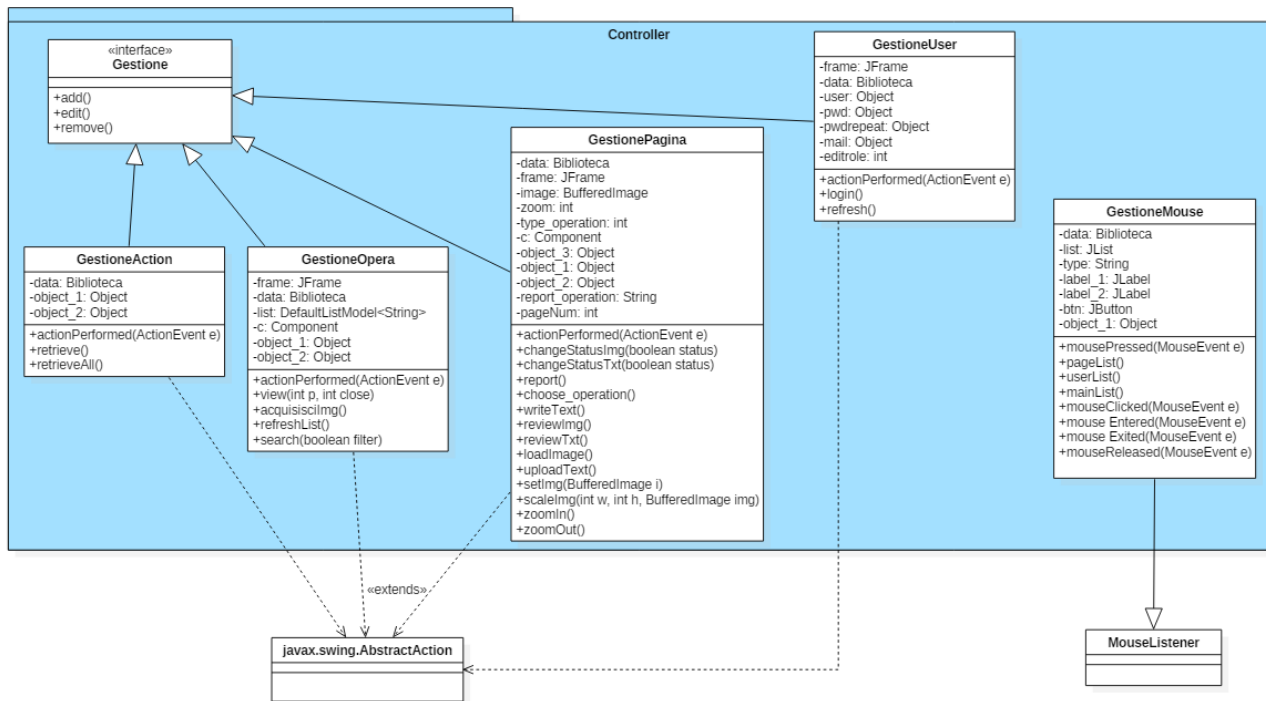 Controller
«interface»
Gestione
+add()
+edit()
+remove()
GestioneUser
-frame: JFrame
-data: Biblioteca
-user: Object
-pwd: Object
-pwdrepeat: Object
-mail: Object
-editrole: int
+actionPerformed(ActionEvent e)
+login()
+refresh()
GestionePagina
-data: Biblioteca
-frame: JFrame
-image: BufferedImage
-zoom: int
-type_operation: int
-c: Component
-object_3: Object
-object_1: Object
-object_2: Object
-report_operation: String
-pageNum: int
+actionPerformed(ActionEvent e)
+changeStatusImg(boolean status)
+changeStatusTxt(boolean status)
+report()
+choose_operation()
+writeText()
+reviewImg()
+reviewTxt()
+loadImage()
+uploadText()
+setImg(BufferedImage i)
+scaleImg(int w, int h, BufferedImage img)
+zoomIn()
+zoomOut()
GestioneMouse
-data: Biblioteca
-list: JList
-type: String
-label_1: JLabel
-label_2: JLabel
-btn: JButton
-object_1: Object
+mousePressed(MouseEvent e)
+pageList()
+userList()
+mainList()
+mouseClicked(MouseEvent e)
+mouse Entered(MouseEvent e)
+mouse Exited(MouseEvent e)
+mouseReleased(MouseEvent e)
GestioneAction
-data: Biblioteca
-object_1: Object
-object_2: Object
+actionPerformed(ActionEvent e)
+retrieve()
+retrieveAll()
GestioneOpera
-frame: JFrame
-data: Biblioteca
-list: DefaultListModel<String>
-c: Component
-object_1: Object
-object_2: Object
+actionPerformed(ActionEvent e)
+view(int p, int close)
+acquisisciImg()
+refreshList()
+search(boolean filter)
«extends»
javax.swing.AbstractAction
MouseListener